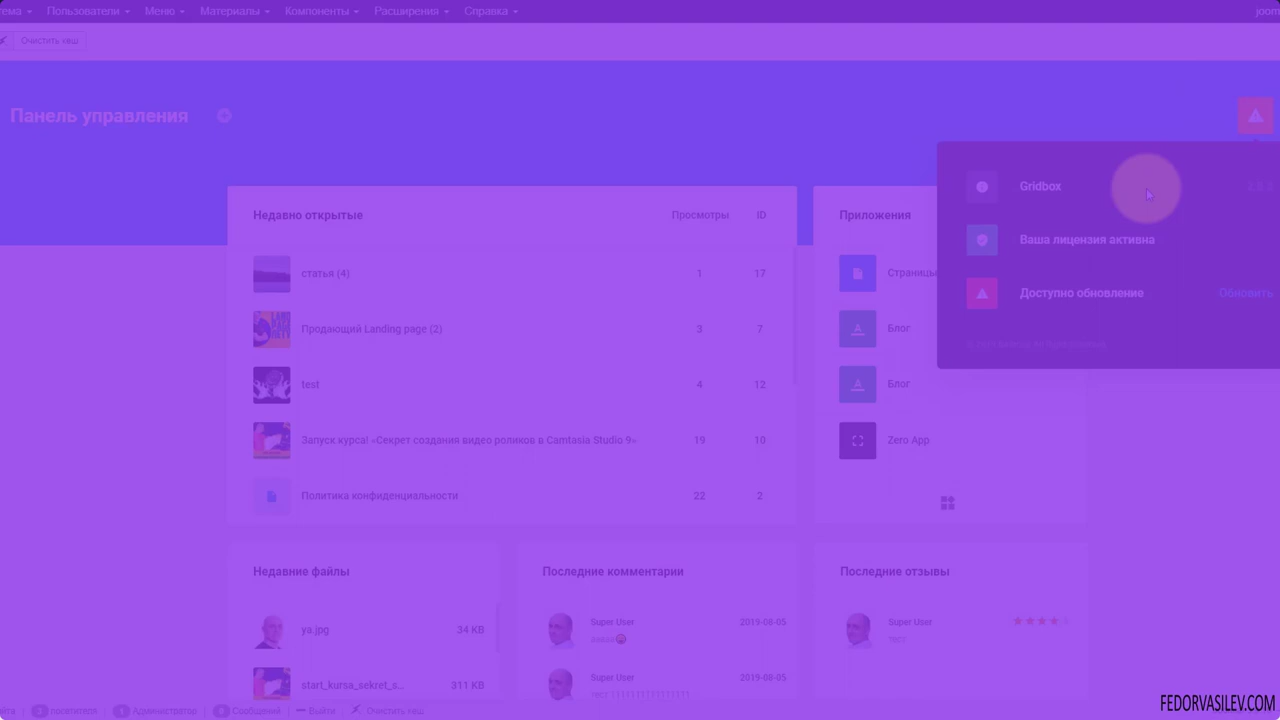 Пользователи Меню Материалы Компоненты Расширения Справка
Очистить кэш
Панель управления
Недавно открытые Просмотры ID
статья (4) 1 17
Продающий Landing page (2) 3 7
test 4 12
Запуск курса! «Секрет создания видео роликов в Camtasia Studio 9» 19 10
Политика конфиденциальности 22 2
Приложения
Страницы
Блог
Блог
Zero App
Gridbox
Ваша лицензия активна
Доступно обновление Обновить
Недавние файлы
ya.jpg 34 KB
start_kursa_sekret_s... 311 KB
Последние комментарии
Super User 2019-08-05
Super User 2019-08-05
Последние отзывы
Super User
тест
Администратор Сообщений Выйти Очистить кэш
FEDORVASILEV.COM